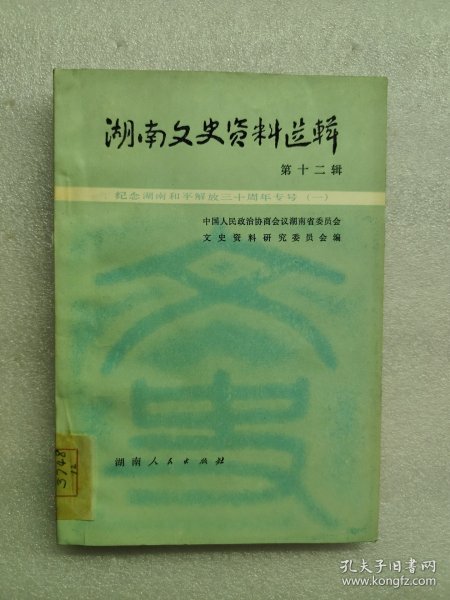 湖南文史资料选辑
第十二辑
纪念湖南和平解放三十周年专号（一）
中国人民政治协商会议湖南省委员会
文史资料研究委员会编
文史
湖南人民出版社
3748
12
孔夫子旧书网
www.kongfz.com